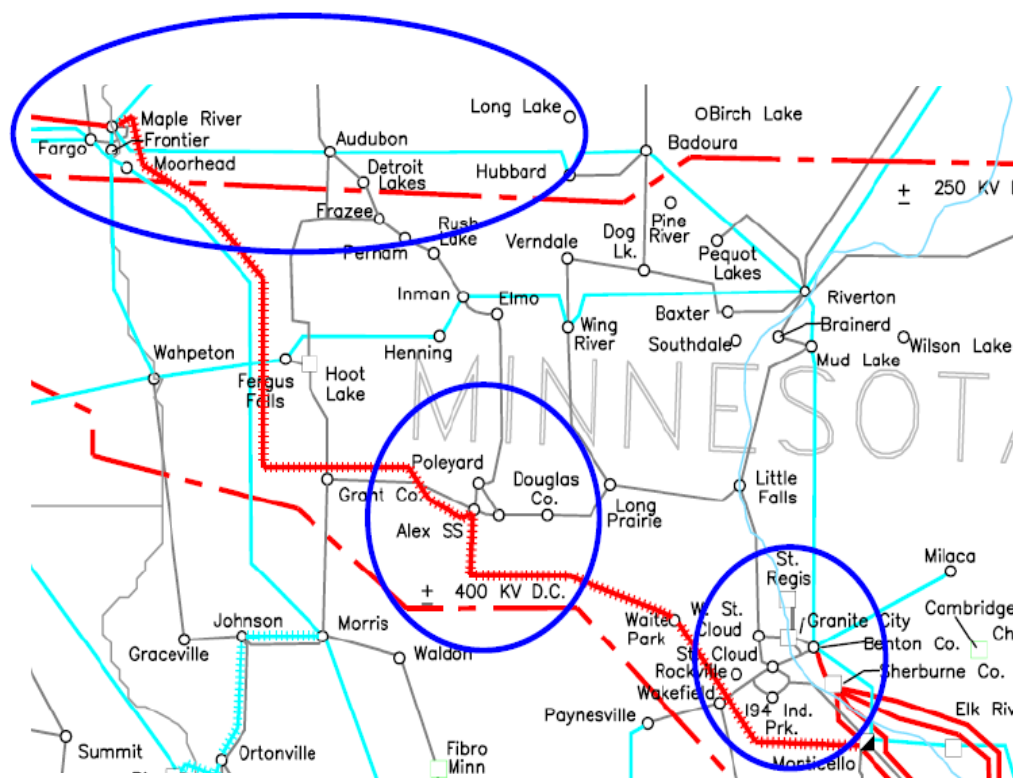 Long Lake
Birch Lake
Maple River
Frontier
Fargo
Moorhead
Audubon
Badoura
Detroit
Lakes
Hubbard
± 250 KV
Frazee
Rush
Lake
Perham
Pine
River
Verndale
Dog
Lk.
Pequot
Lakes
Inman
Elmo
Riverton
Baxter
Wing
River
Brainerd
Southdale
Wilson Lake
Mud Lake
Wahpeton
Henning
Fergus
Falls
Hoot
Lake
MINNESOTA
Poleyard
Douglas
Co.
Grant Co.
Little
Falls
Long
Prairie
Alex SS
St.
Regis
Milaca
± 400 KV D.C.
W. St.
Cloud
Waite
Park
Granite City
Cambridge
Ch
Johnson
Morris
Benton Co.
Graceville
Waldon
St. Cloud
Rockville
Sherburne Co.
Wakefield
I94 Ind.
Prk.
Elk Riv
Paynesville
Summit
Ortonville
Fibro
Minn
Monticello